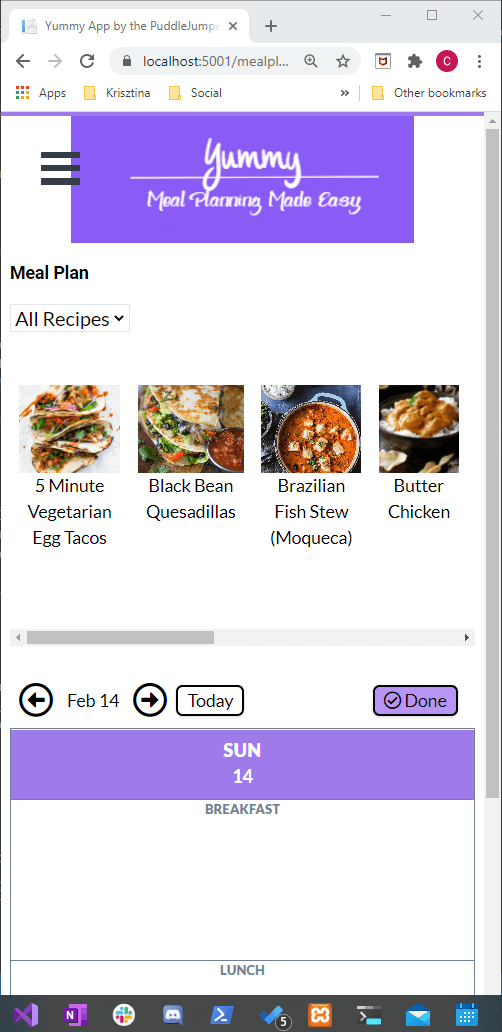 Yummy App by the PuddleJumpe
localhost:5001/mealpl...
C
Apps
Krisztina
Social
»
Other bookmarks
Yummy
Meal Planning Made Easy
Meal Plan
All Recipes
5 Minute
Vegetarian
Egg Tacos
Black Bean
Quesadillas
Brazilian
Fish Stew
(Moqueca)
Butter
Chicken
Feb 14
Today
Done
SUN
14
BREAKFAST
LUNCH
N
5